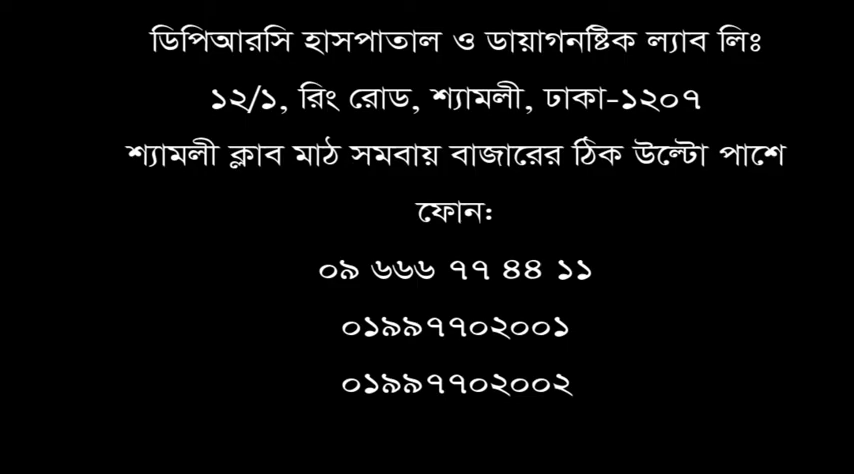 ডিপিআরসি হাসপাতাল ও ডায়াগনষ্টিক ল্যাব লিঃ
১২/১, রিং রোড, শ্যামলী, ঢাকা-১২০৭
শ্যামলী ক্লাব মাঠ সমবায় বাজারের ঠিক উল্টো পাশে
ফোন:
০৯ ৬৬৬ ৭৭ ৪৪ ১১
০১৯৯৭৭০২০০১
০১৯৯৭৭০২০০২